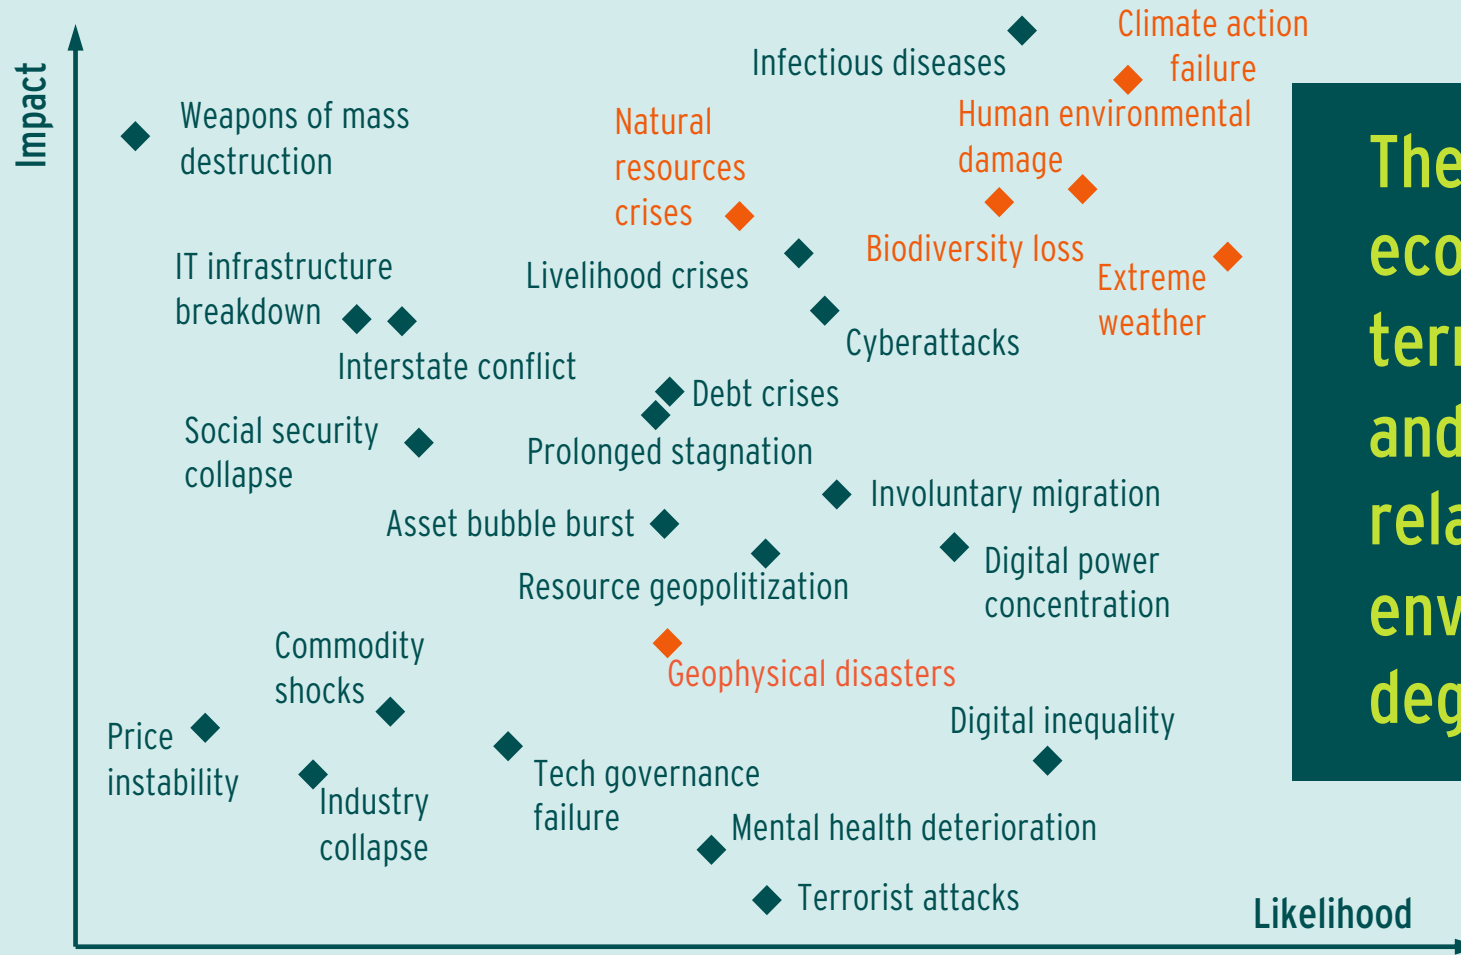 Impact
Infectious diseases
Climate action
failure
Weapons of mass
destruction
Natural
resources
crises
Human environmental
damage
Biodiversity loss
IT infrastructure
breakdown
Livelihood crises
Extreme
weather
Cyberattacks
Interstate conflict
Debt crises
Social security
collapse
Prolonged stagnation
Involuntary migration
Asset bubble burst
Digital power
concentration
Resource geopolitization
Commodity
shocks
Geophysical disasters
Price
instability
Digital inequality
Industry
collapse
Tech governance
failure
Mental health deterioration
Terrorist attacks
Likelihood
The
and